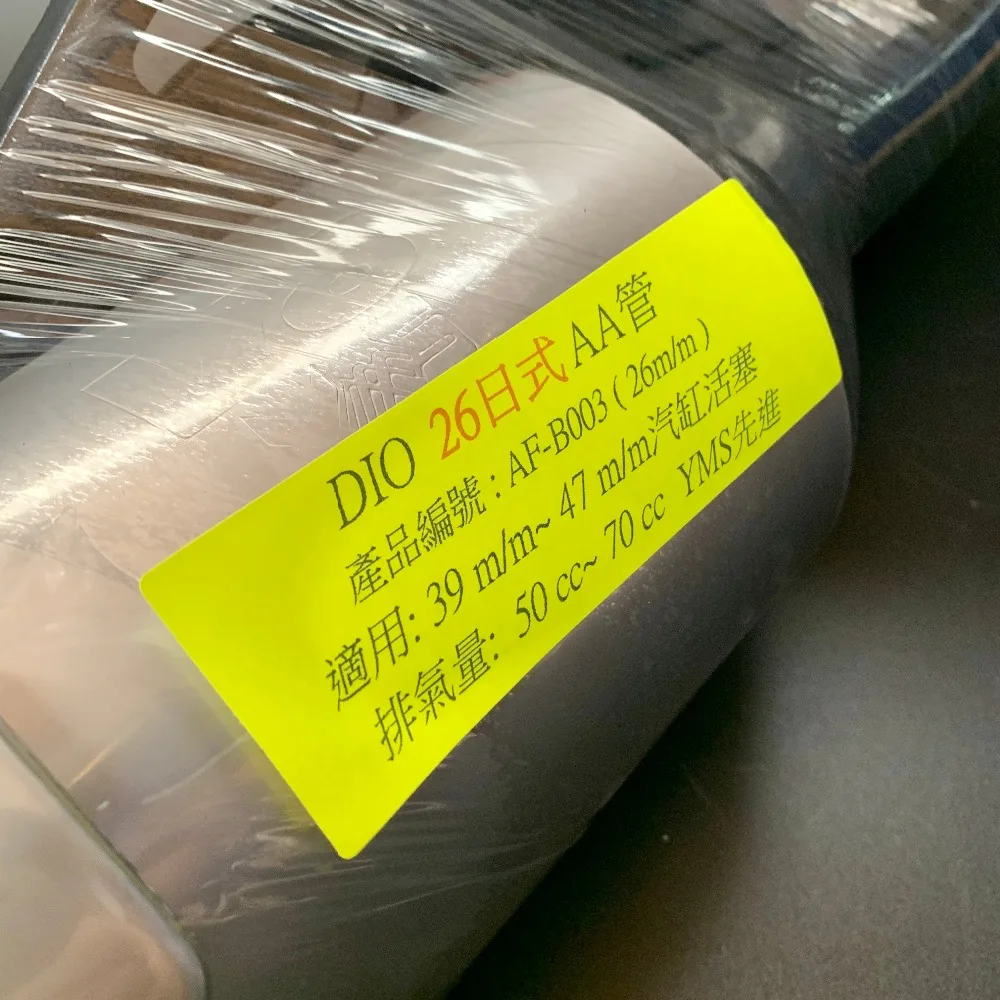 DIO 26日式 AA管
產品編號：AF-B003 ( 26m/m )
適用: 39 m/m~ 47 m/m汽缸活塞
排氣量: 50 cc~ 70 cc YMS先進